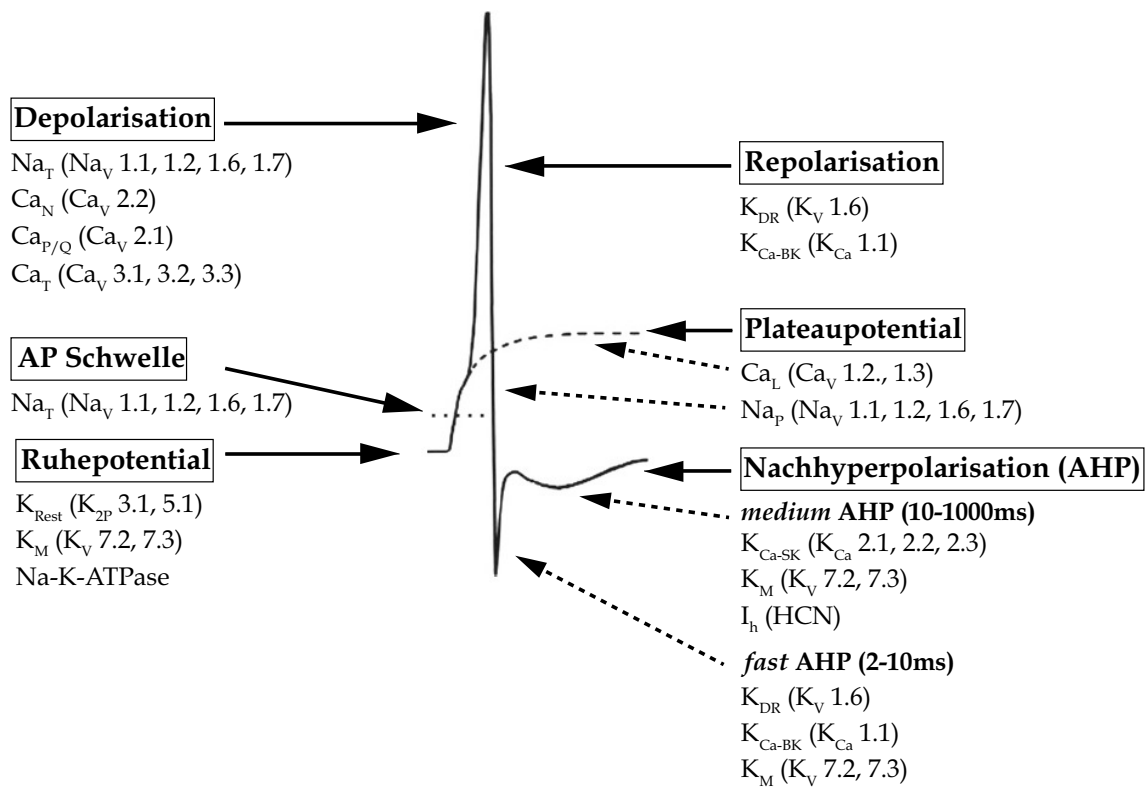 Depolarisation
Na_T (Na_V 1.1, 1.2, 1.6, 1.7)
Ca_N (Ca_V 2.2)
Ca_P/Q (Ca_V 2.1)
Ca_T (Ca_V 3.1, 3.2, 3.3)
AP Schwelle
Na_T (Na_V 1.1, 1.2, 1.6, 1.7)
Ruhepotential
K_Rest (K_2P 3.1, 5.1)
K_M (K_V 7.2, 7.3)
Na-K-ATPase
Repolarisation
K_DR (K_V 1.6)
K_Ca-BK (K_Ca 1.1)
Plateaupotential
Ca_L (Ca_V 1.2., 1.3)
Na_P (Na_V 1.1, 1.2, 1.6, 1.7)
Nachhyperpolarisation (AHP)
medium AHP (10-1000ms)
K_Ca-SK (K_Ca 2.1, 2.2, 2.3)
K_M (K_V 7.2, 7.3)
I_h (HCN)
fast AHP (2-10ms)
K_DR (K_V 1.6)
K_Ca-BK (K_Ca 1.1)
K_M (K_V 7.2, 7.3)